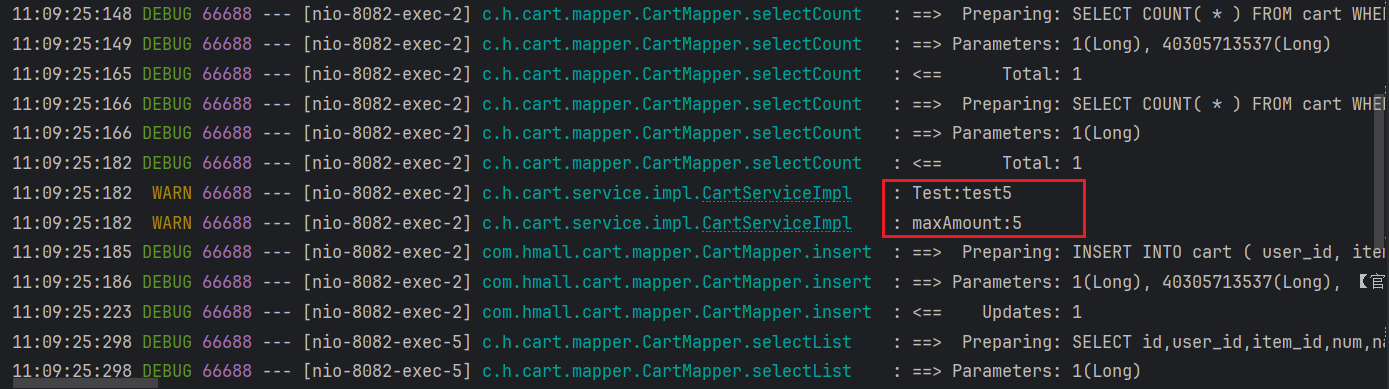 11:09:25:148 DEBUG 66688 --- [nio-8082-exec-2] c.h.cart.mapper.CartMapper.selectCount : ==>  Preparing: SELECT COUNT( * ) FROM cart WHE
11:09:25:149 DEBUG 66688 --- [nio-8082-exec-2] c.h.cart.mapper.CartMapper.selectCount : ==> Parameters: 1(Long), 40305713537(Long)
11:09:25:165 DEBUG 66688 --- [nio-8082-exec-2] c.h.cart.mapper.CartMapper.selectCount : <==      Total: 1
11:09:25:166 DEBUG 66688 --- [nio-8082-exec-2] c.h.cart.mapper.CartMapper.selectCount : ==>  Preparing: SELECT COUNT( * ) FROM cart WHE
11:09:25:166 DEBUG 66688 --- [nio-8082-exec-2] c.h.cart.mapper.CartMapper.selectCount : ==> Parameters: 1(Long)
11:09:25:182 DEBUG 66688 --- [nio-8082-exec-2] c.h.cart.mapper.CartMapper.selectCount : <==      Total: 1
11:09:25:182  WARN 66688 --- [nio-8082-exec-2] c.h.cart.service.impl.CartServiceImpl : Test:test5
11:09:25:182  WARN 66688 --- [nio-8082-exec-2] c.h.cart.service.impl.CartServiceImpl : maxAmount:5
11:09:25:185 DEBUG 66688 --- [nio-8082-exec-2] com.hmall.cart.mapper.CartMapper.insert : ==>  Preparing: INSERT INTO cart ( user_id, ite
11:09:25:186 DEBUG 66688 --- [nio-8082-exec-2] com.hmall.cart.mapper.CartMapper.insert : ==> Parameters: 1(Long), 40305713537(Long), 【官
11:09:25:223 DEBUG 66688 --- [nio-8082-exec-2] com.hmall.cart.mapper.CartMapper.insert : <==    Updates: 1
11:09:25:298 DEBUG 66688 --- [nio-8082-exec-5] c.h.cart.mapper.CartMapper.selectList : ==>  Preparing: SELECT id,user_id,item_id,num,na
11:09:25:298 DEBUG 66688 --- [nio-8082-exec-5] c.h.cart.mapper.CartMapper.selectList : ==> Parameters: 1(Long)